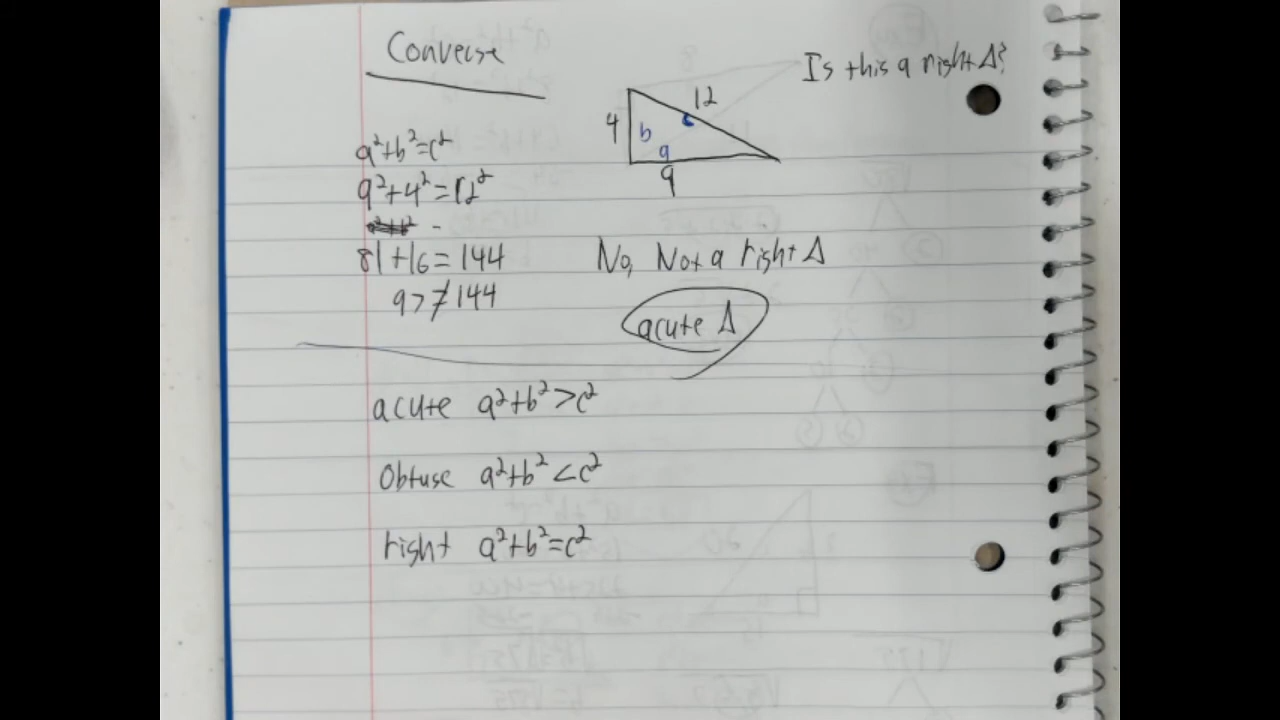 Converse
Is this a right Δ?
12
4
b
c
a
9
a²+b²=c²
9²+4²=12²
81+16=144
97≠144
No, Not a right Δ
acute Δ
acute a²+b²>c²
Obtuse a²+b²<c²
right a²+b²=c²